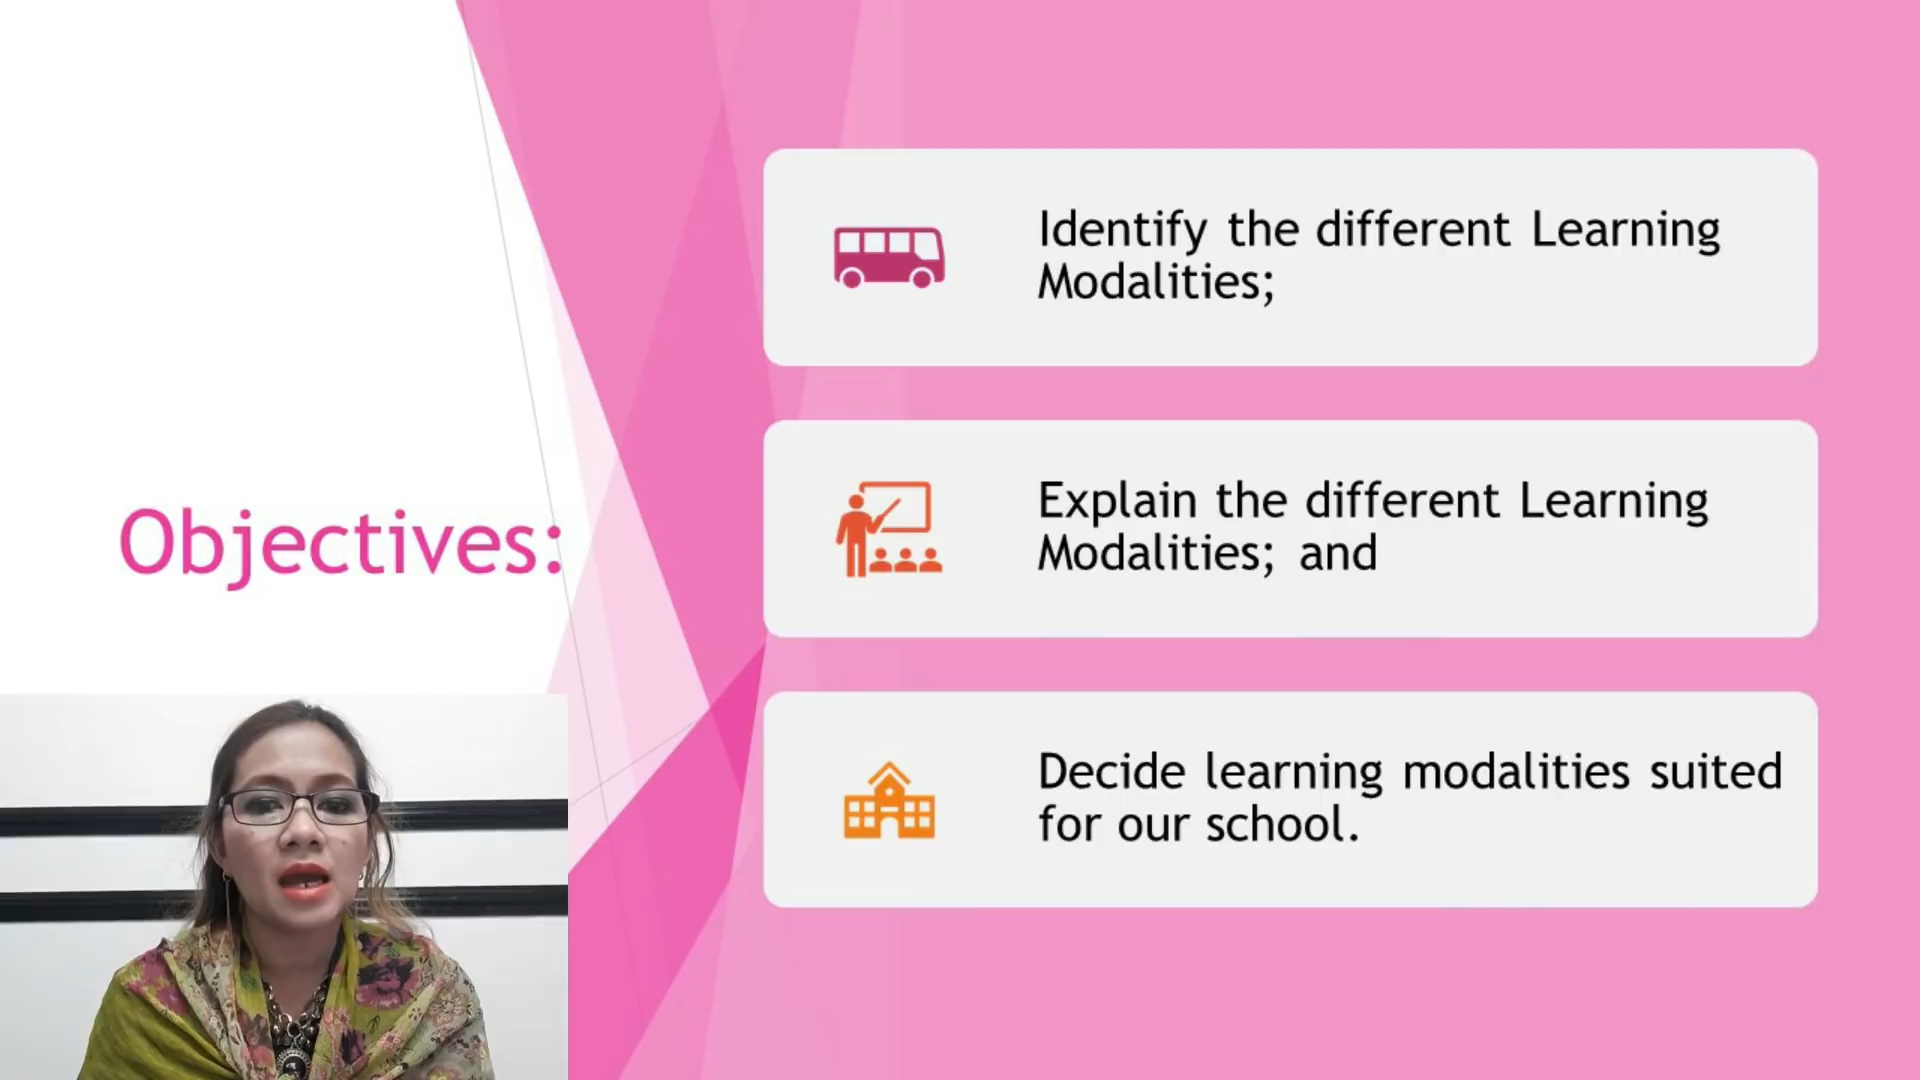 Objectives:
Identify the different Learning
Modalities;
Explain the different Learning
Modalities; and
Decide learning modalities suited
for our school.